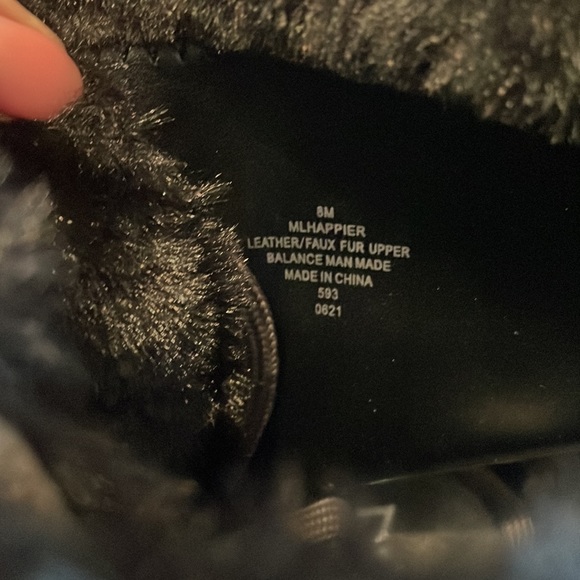 8M
MLHAPPIER
LEATHER/FAUX FUR UPPER
BALANCE MAN MADE
MADE IN CHINA
593
0621